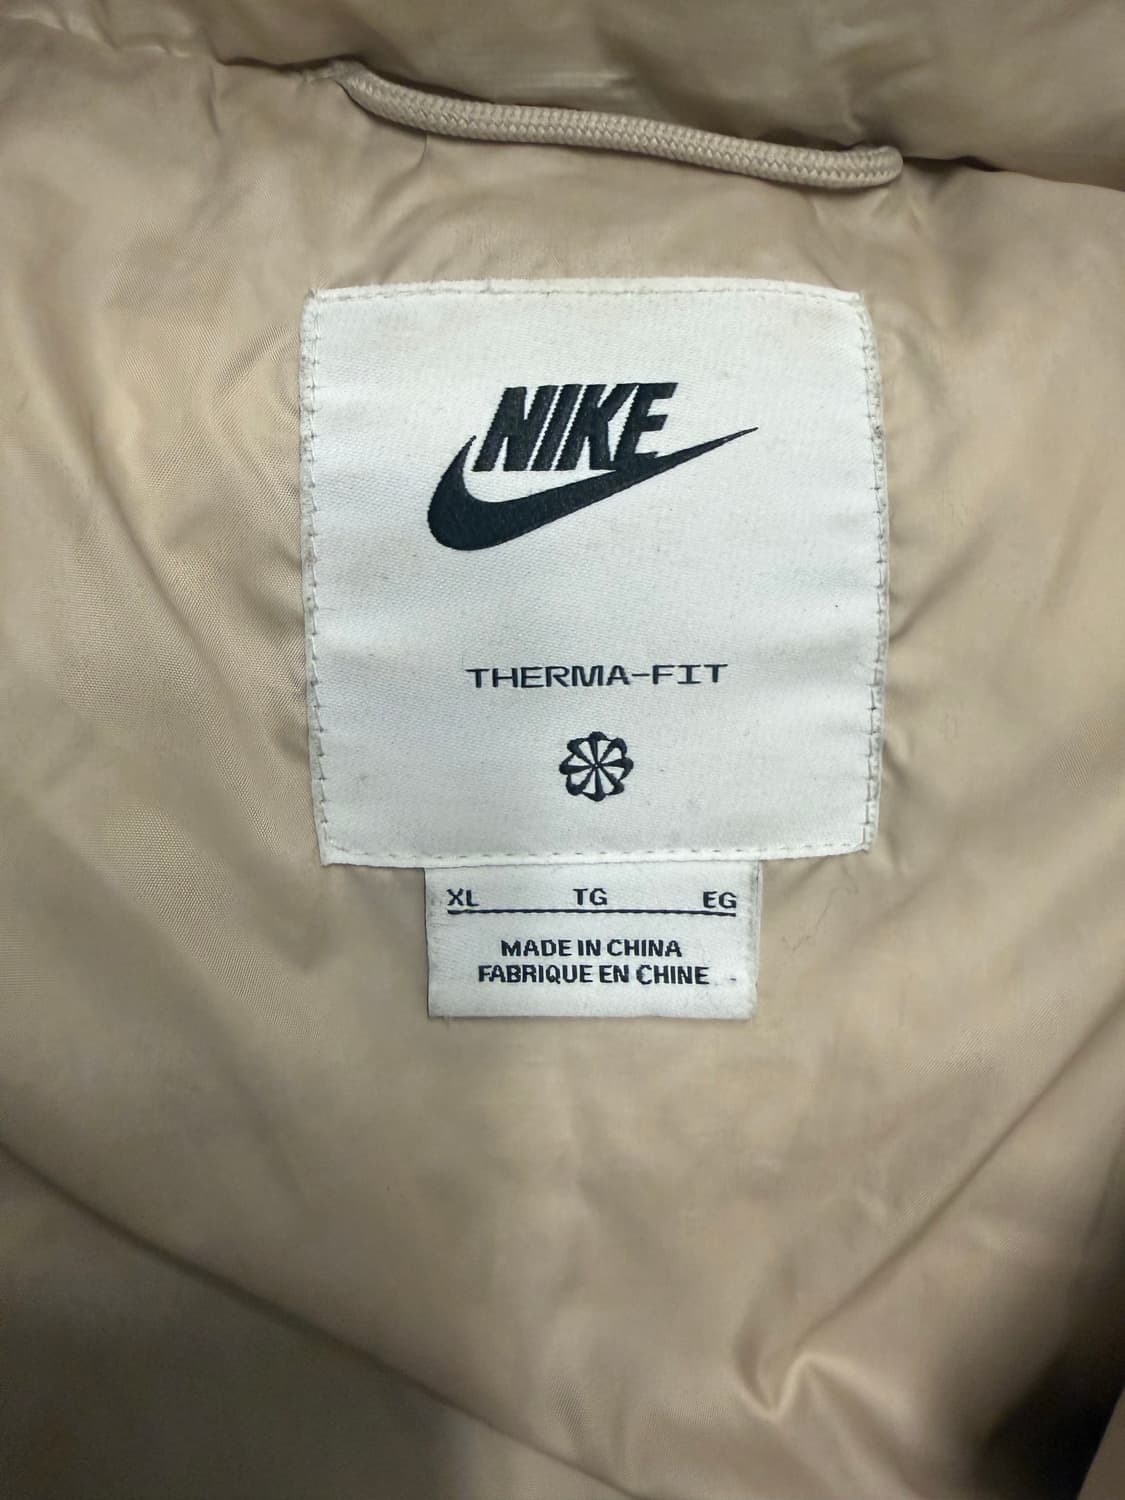 NIKE
THERMA-FIT
XL TG EG
MADE IN CHINA
FABRIQUE EN CHINE